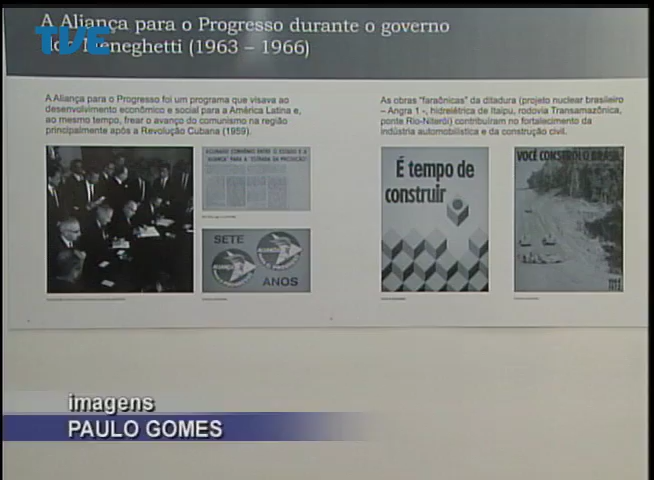 A Aliança para o Progresso durante o governo
Meneghetti (1963 – 1966)
TVE
A Aliança para o Progresso foi um programa que visava ao
desenvolvimento econômico e social para a América Latina e,
ao mesmo tempo, frear o avanço do comunismo na região
principalmente após a Revolução Cubana (1959).
As obras "faraônicas" da ditadura (projeto nuclear brasileiro
– Angra 1 -, hidrelétrica de Itaipu, rodovia Transamazônica,
ponte Rio-Niterói) contribuíram no fortalecimento da
indústria automobilística e da construção civil.
SETE
ANOS
É tempo de
construir
VOCÊ CONSTRÓI O BRASIL
imagens
PAULO GOMES